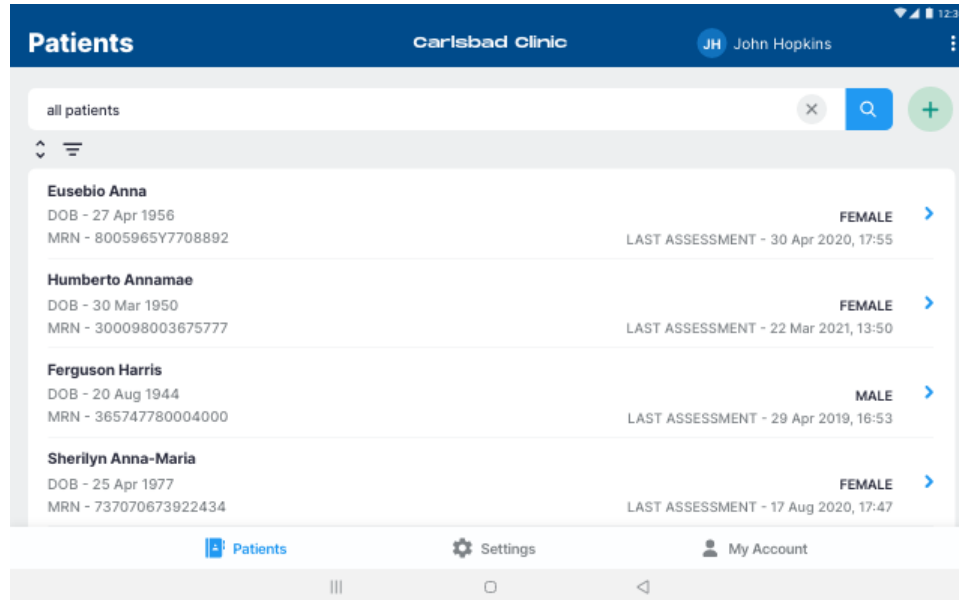 12:3
Patients
Carlsbad Clinic
JH John Hopkins
all patients
Eusebio Anna
DOB - 27 Apr 1956
FEMALE
MRN - 8005965Y7708892
LAST ASSESSMENT - 30 Apr 2020, 17:55
Humberto Annamae
DOB - 30 Mar 1950
FEMALE
MRN - 300098003675777
LAST ASSESSMENT - 22 Mar 2021, 13:50
Ferguson Harris
DOB - 20 Aug 1944
MALE
MRN - 365747780004000
LAST ASSESSMENT - 29 Apr 2019, 16:53
Sherilyn Anna-Maria
DOB - 25 Apr 1977
FEMALE
MRN - 737070673922434
LAST ASSESSMENT - 17 Aug 2020, 17:47
Patients
Settings
My Account